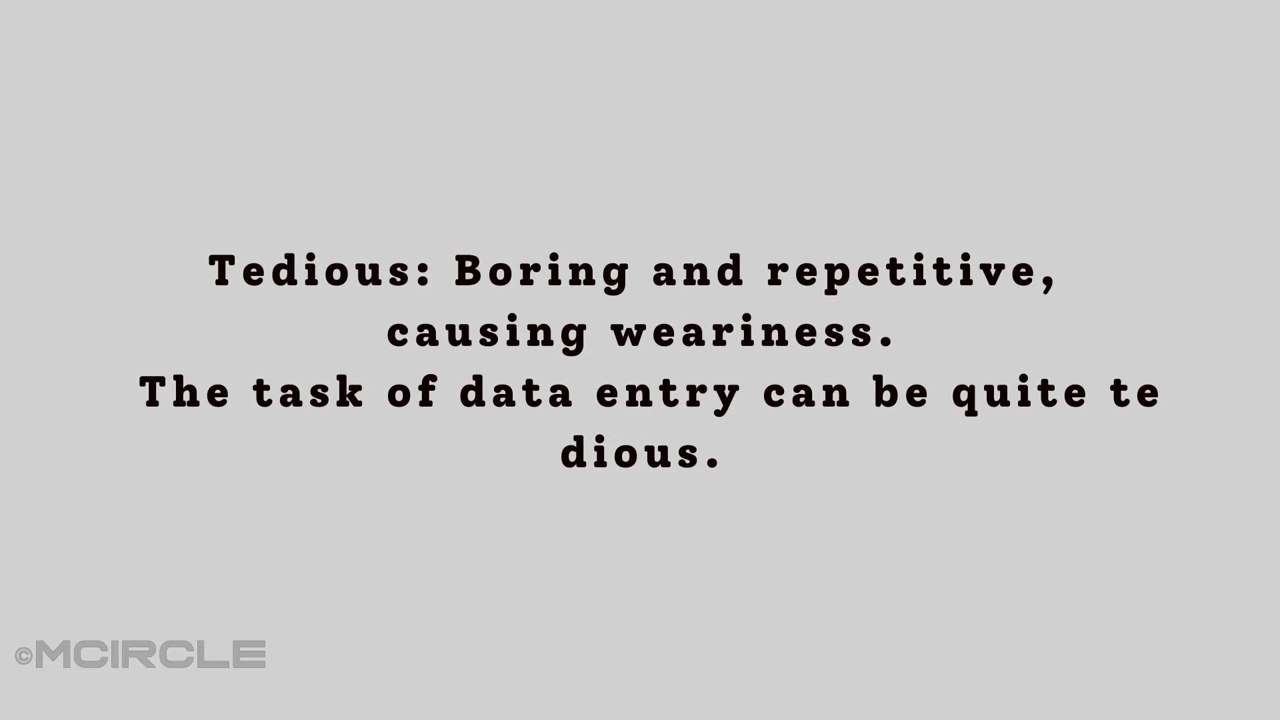 Tedious: Boring and repetitive,
causing weariness.
The task of data entry can be quite te
dious.
©MCIRCLE